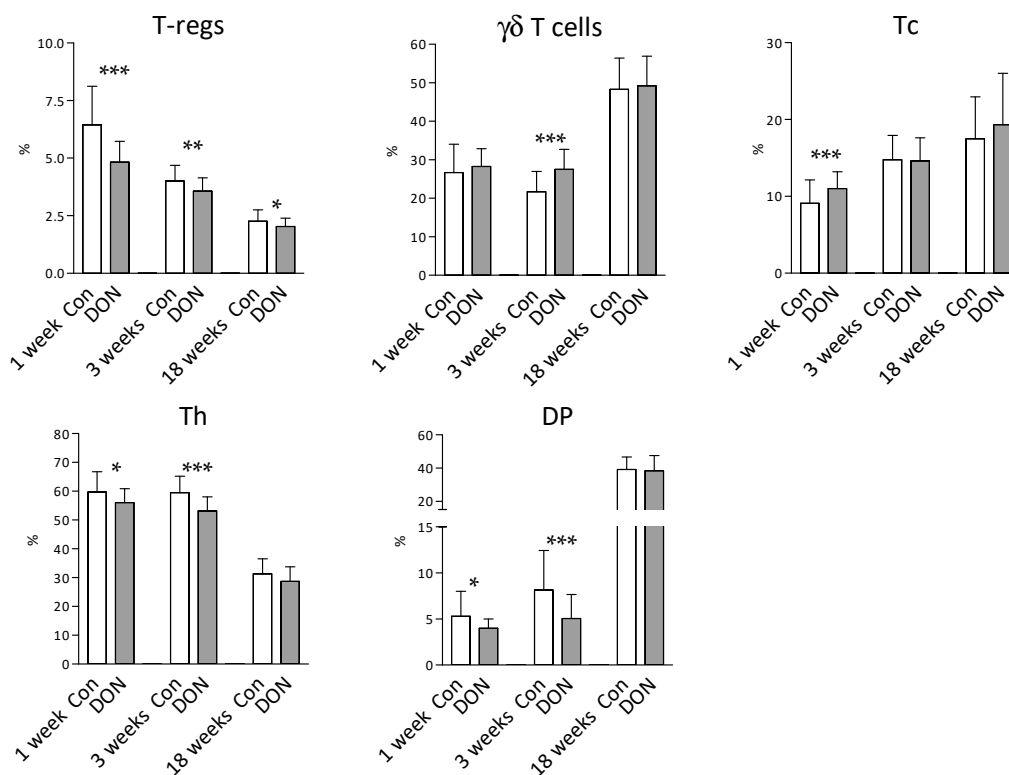 T-regs
10.0
7.5
5.0
2.5
0.0
%
***
**
*
1 week Con
DON
3 weeks Con
DON
18 weeks Con
DON
γδ T cells
60
50
40
30
20
10
0
%
***
1 week Con
DON
3 weeks Con
DON
18 weeks Con
DON
Tc
30
20
10
0
%
***
1 week Con
DON
3 weeks Con
DON
18 weeks Con
DON
Th
80
70
60
50
40
30
20
10
0
%
*
***
1 week Con
DON
3 weeks Con
DON
18 weeks Con
DON
DP
60
40
20
15
10
5
0
%
*
***
1 week Con
DON
3 weeks Con
DON
18 weeks Con
DON